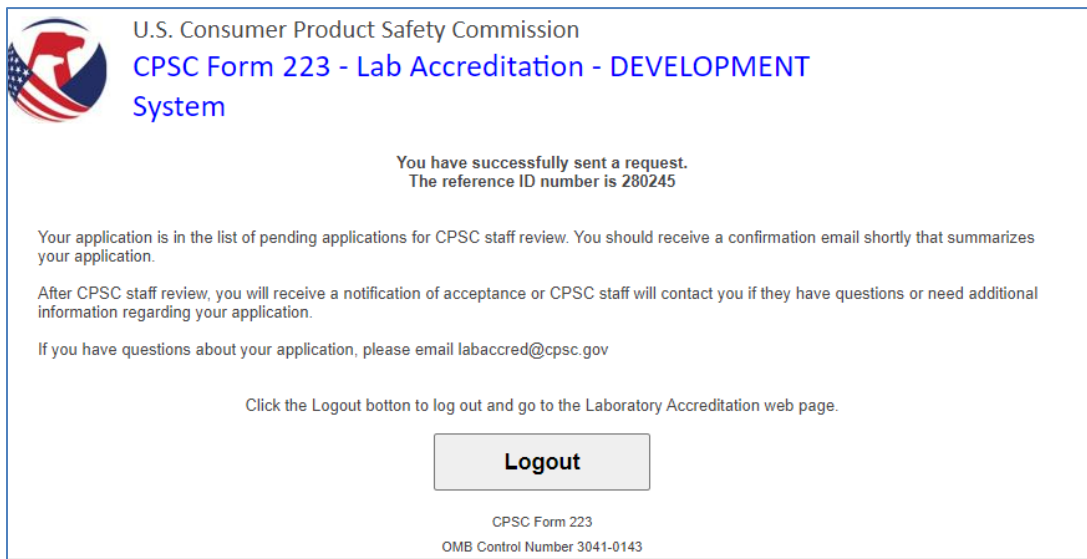 U.S. Consumer Product Safety Commission
CPSC Form 223 - Lab Accreditation - DEVELOPMENT
System
You have successfully sent a request.
The reference ID number is 280245
Your application is in the list of pending applications for CPSC staff review. You should receive a confirmation email shortly that summarizes
your application.
After CPSC staff review, you will receive a notification of acceptance or CPSC staff will contact you if they have questions or need additional
information regarding your application.
If you have questions about your application, please email labaccred@cpsc.gov
Click the Logout botton to log out and go to the Laboratory Accreditation web page.
Logout
CPSC Form 223
OMB Control Number 3041-0143